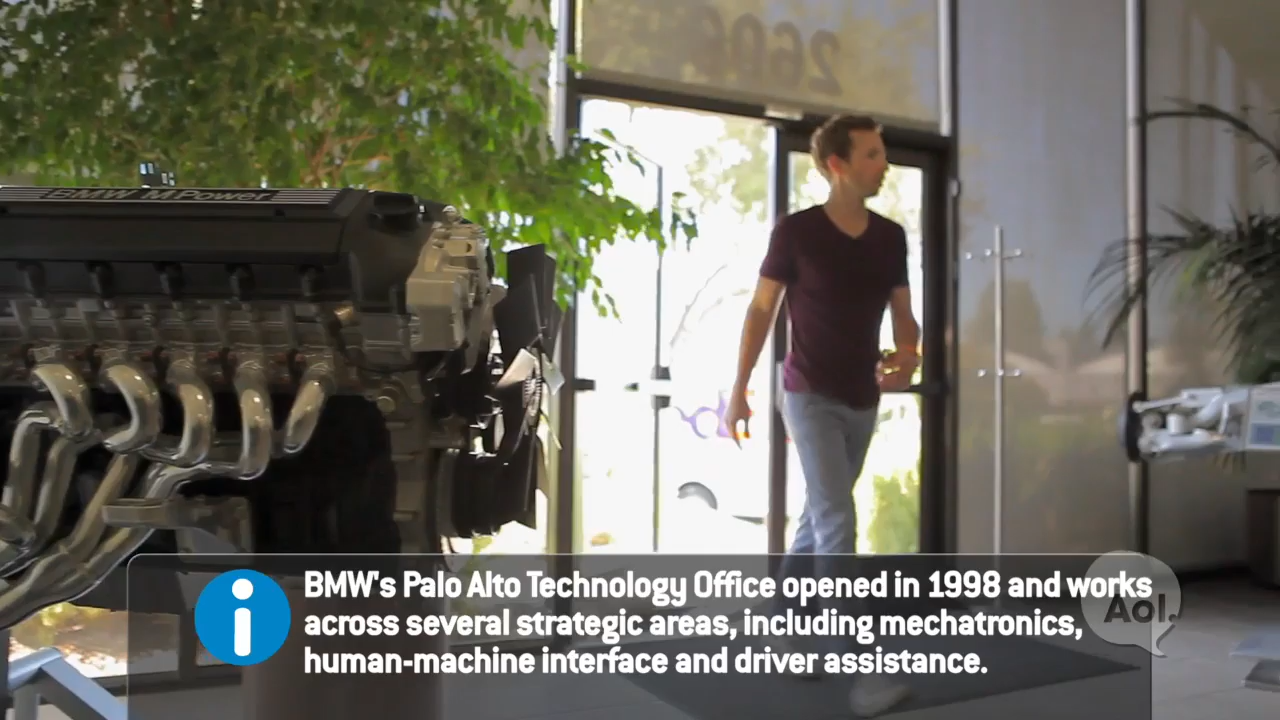 BMW M Power
BMW's Palo Alto Technology Office opened in 1998 and works
across several strategic areas, including mechatronics,
human-machine interface and driver assistance.
Aol.